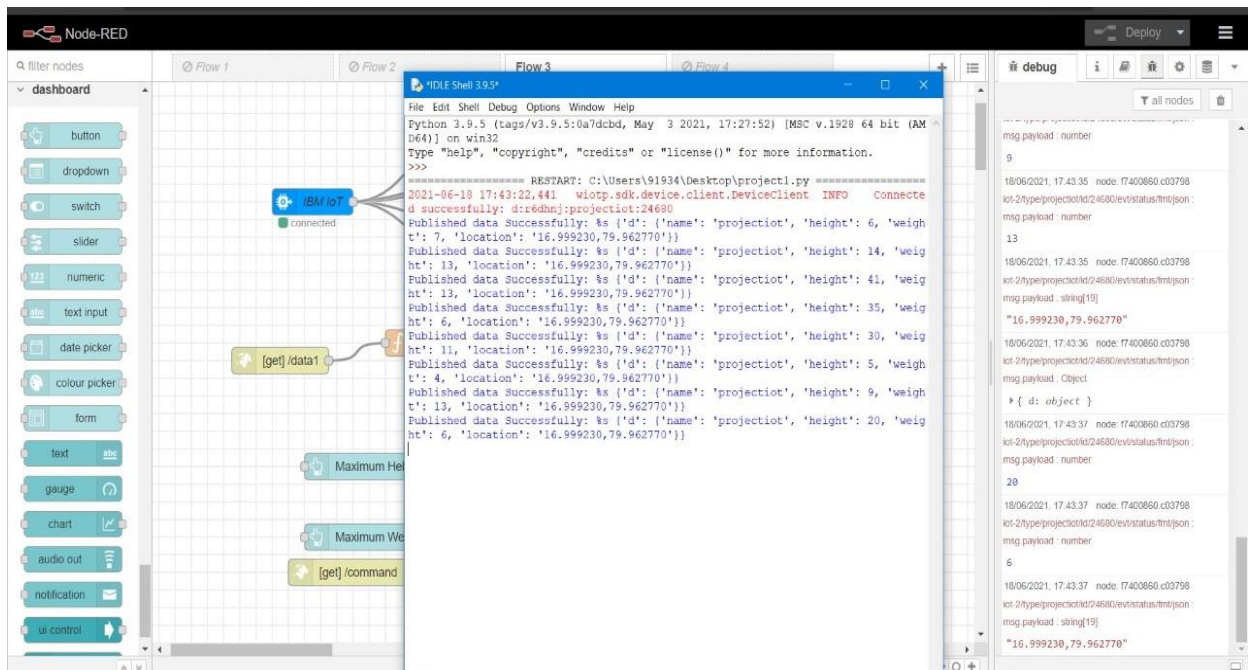 Node-RED
Deploy
filter nodes
Flow 1
Flow 2
Flow 3
Flow 4
debug
all nodes
dashboard
button
dropdown
switch
slider
numeric
text input
date picker
colour picker
form
text
gauge
chart
audio out
notification
ui control
IBM IoT
connected
[get] /data1
Maximum Hei
Maximum We
[get] /command
*IDLE Shell 3.9.5*
File Edit Shell Debug Options Window Help
Python 3.9.5 (tags/v3.9.5:0a7dcbd, May 3 2021, 17:27:52) [MSC v.1928 64 bit (AM
D64)] on win32
Type "help", "copyright", "credits" or "license()" for more information.
>>>
================= RESTART: C:\Users\91934\Desktop\project1.py =================
2021-06-18 17:43:22,441 wiotp.sdk.device.client.DeviceClient INFO Connecte
d successfully: d:r6dhnj:projectiot:24680
Published data Successfully: %s {'d': {'name': 'projectiot', 'height': 6, 'weigh
t': 7, 'location': '16.999230,79.962770'}}
Published data Successfully: %s {'d': {'name': 'projectiot', 'height': 14, 'weig
ht': 13, 'location': '16.999230,79.962770'}}
Published data Successfully: %s {'d': {'name': 'projectiot', 'height': 41, 'weig
ht': 13, 'location': '16.999230,79.962770'}}
Published data Successfully: %s {'d': {'name': 'projectiot', 'height': 35, 'weig
ht': 6, 'location': '16.999230,79.962770'}}
Published data Successfully: %s {'d': {'name': 'projectiot', 'height': 30, 'weig
ht': 11, 'location': '16.999230,79.962770'}}
Published data Successfully: %s {'d': {'name': 'projectiot', 'height': 5, 'weigh
t': 4, 'location': '16.999230,79.962770'}}
Published data Successfully: %s {'d': {'name': 'projectiot', 'height': 9, 'weigh
t': 13, 'location': '16.999230,79.962770'}}
Published data Successfully: %s {'d': {'name': 'projectiot', 'height': 20, 'weig
ht': 6, 'location': '16.999230,79.962770'}}
msg.payload : number
9
18/06/2021, 17:43:35 node: f7400860.c03798
iot-2/type/projectiot/id/24680/evt/status/fmt/json :
msg.payload : number
13
18/06/2021, 17:43:35 node: f7400860.c03798
iot-2/type/projectiot/id/24680/evt/status/fmt/json :
msg.payload : string[19]
"16.999230,79.962770"
18/06/2021, 17:43:36 node: f7400860.c03798
iot-2/type/projectiot/id/24680/evt/status/fmt/json :
msg.payload : Object
{ d: object }
18/06/2021, 17:43:37 node: f7400860.c03798
iot-2/type/projectiot/id/24680/evt/status/fmt/json :
msg.payload : number
20
18/06/2021, 17:43:37 node: f7400860.c03798
iot-2/type/projectiot/id/24680/evt/status/fmt/json :
msg.payload : number
6
18/06/2021, 17:43:37 node: f7400860.c03798
iot-2/type/projectiot/id/24680/evt/status/fmt/json :
msg.payload : string[19]
"16.999230,79.962770"